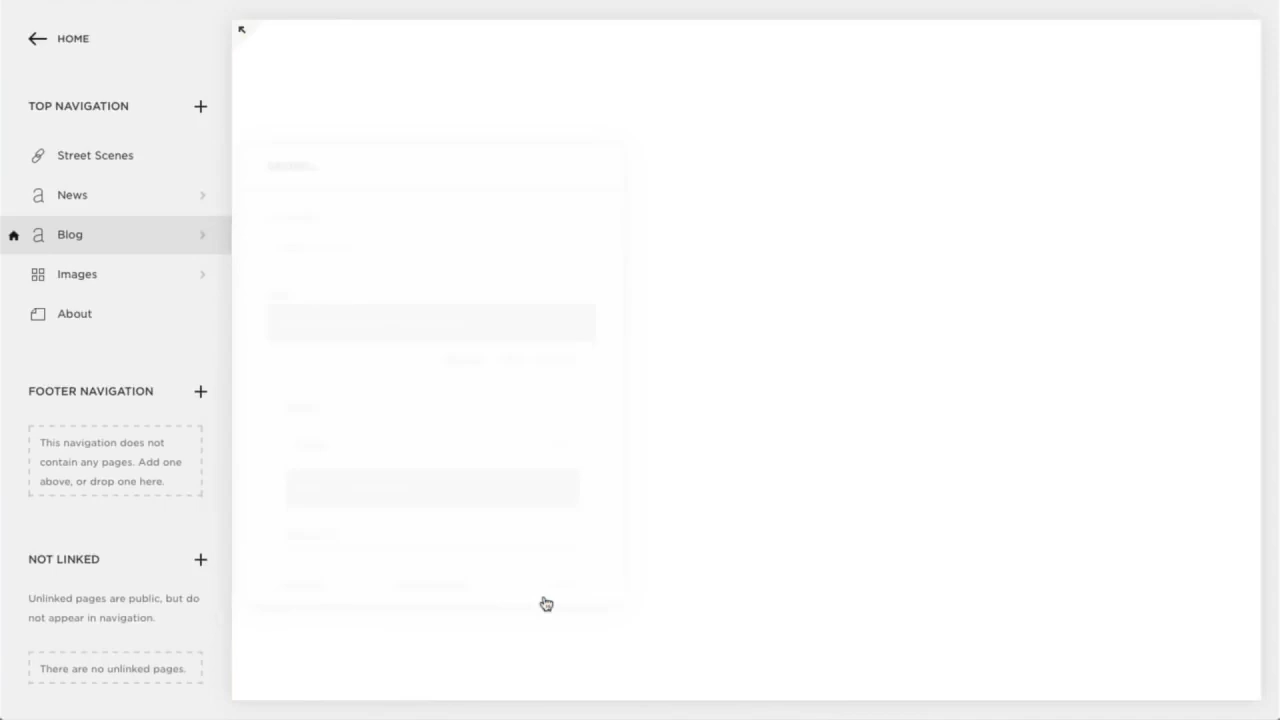 HOME
TOP NAVIGATION
Street Scenes
News
Blog
Images
About
FOOTER NAVIGATION
This navigation does not
contain any pages. Add one
above, or drop one here.
NOT LINKED
Unlinked pages are public, but do
not appear in navigation.
There are no unlinked pages.